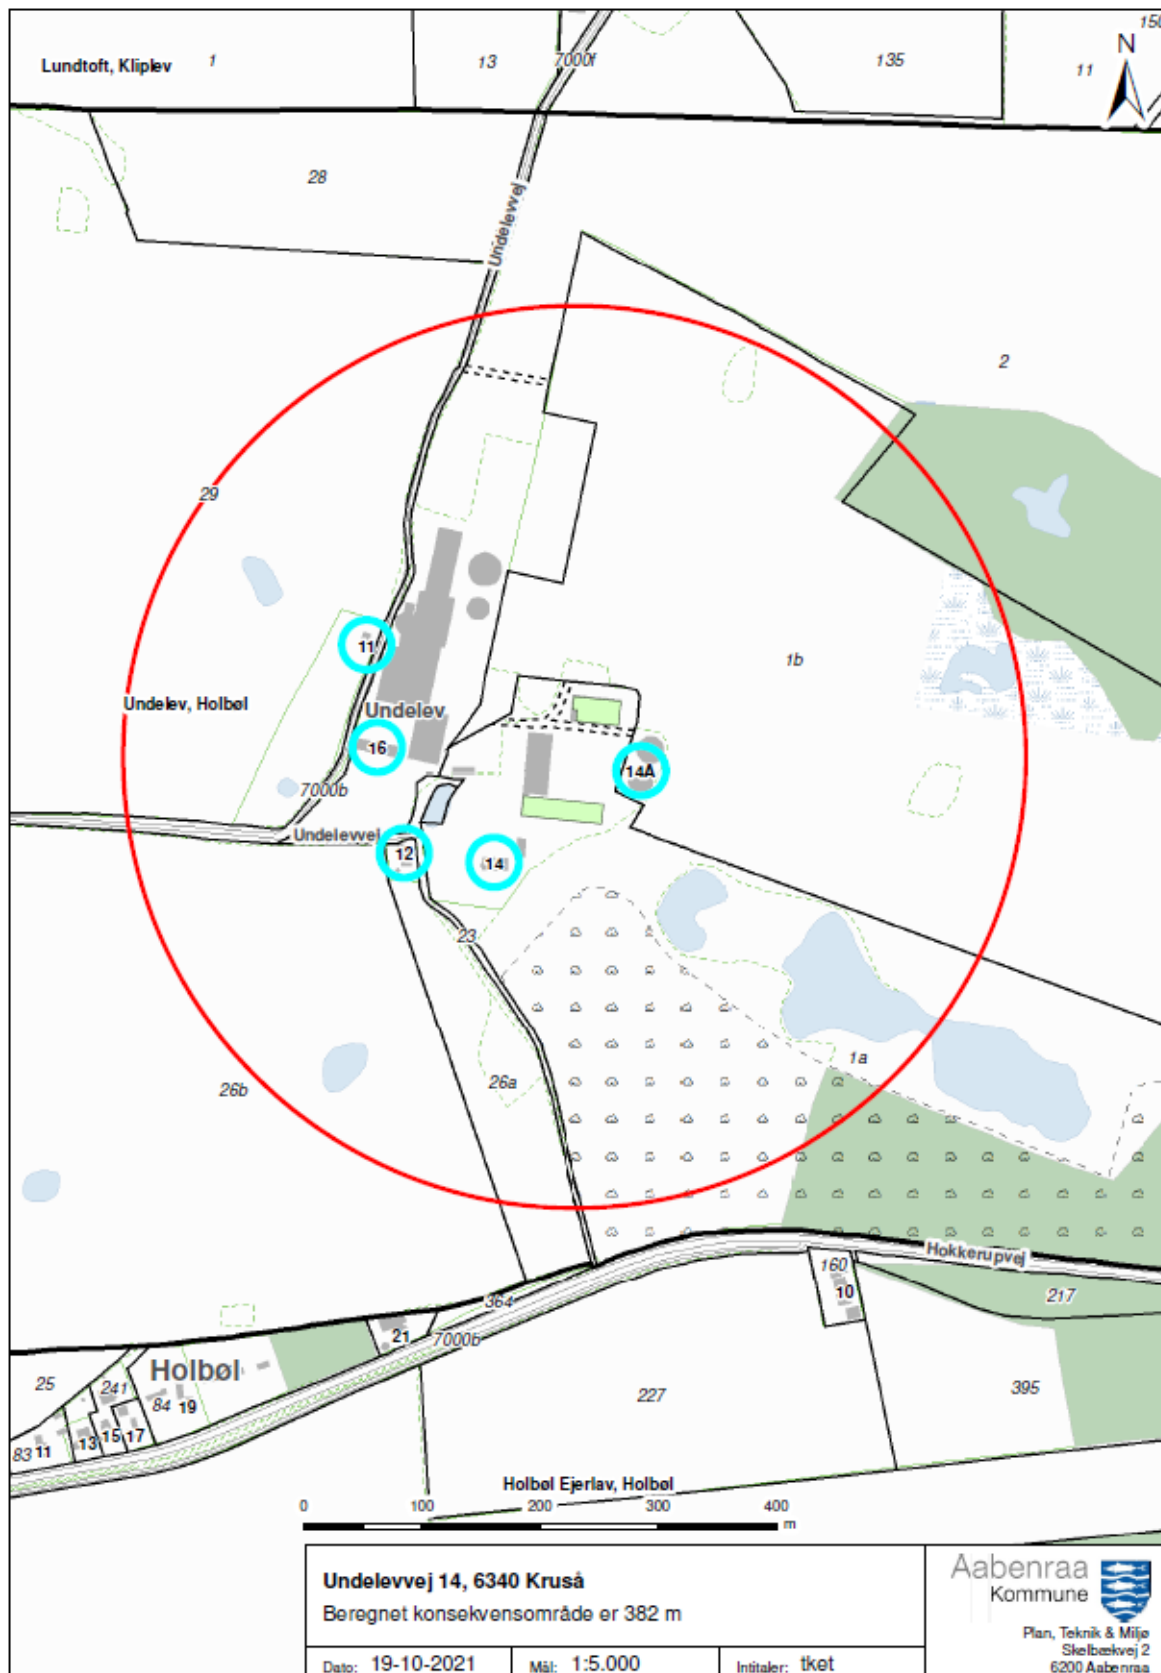 150
Lundtoft, Kliplev
1
13
7000f
135
11
N
28
Undelevvej
2
29
11
1b
Undelev, Holbøl
Undelev
16
14A
7000b
Undelevvej
12
14
23
1a
26a
26b
Hokkerupvej
160
10
217
364
21
7000b
Holbøl
25
241
84
19
227
395
83
11
13
15
17
Holbøl Ejerlav, Holbøl
0 100 200 300 400
m
Undelevvej 14, 6340 Kruså
Beregnet konsekvensområde er 382 m
Dato: 19-10-2021 Mål: 1:5.000 Intitaler: tket
Aabenraa
Kommune
Plan, Teknik & Miljø
Skelbækvej 2
6200 Aabenraa